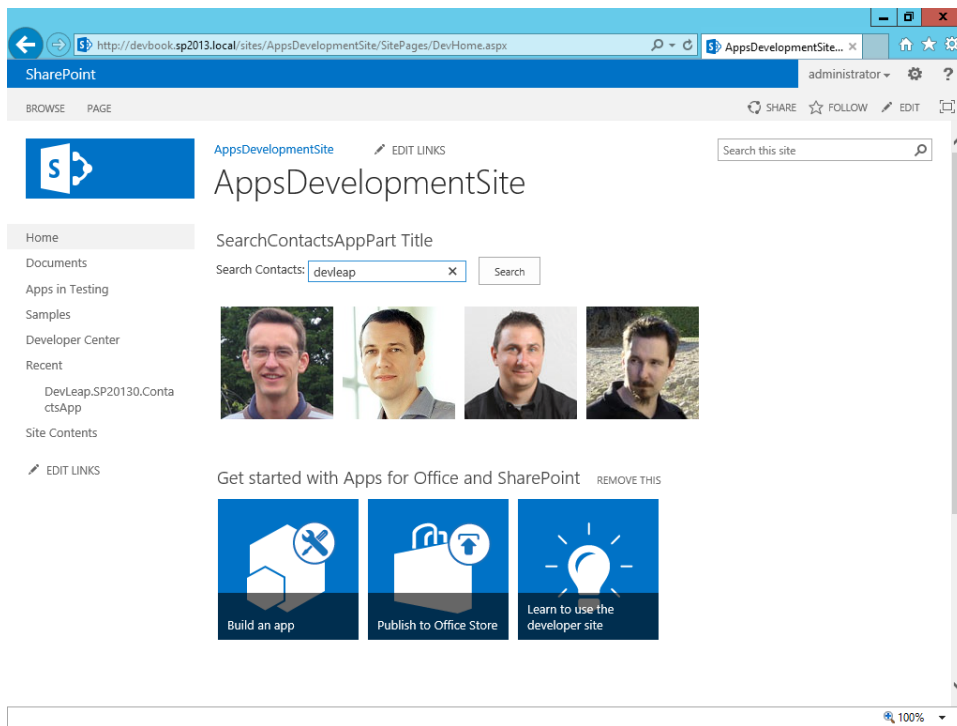 http://devbook.sp2013.local/sites/AppsDevelopmentSite/SitePages/DevHome.aspx
AppsDevelopmentSite...
SharePoint
administrator
?
BROWSE PAGE
SHARE FOLLOW EDIT
S
AppsDevelopmentSite EDIT LINKS
Search this site
AppsDevelopmentSite
Home
Documents
Apps in Testing
Samples
Developer Center
Recent
DevLeap.SP20130.Conta
ctsApp
Site Contents
EDIT LINKS
SearchContactsAppPart Title
Search Contacts: devleap Search
Get started with Apps for Office and SharePoint REMOVE THIS
Build an app
Publish to Office Store
Learn to use the
developer site
100%